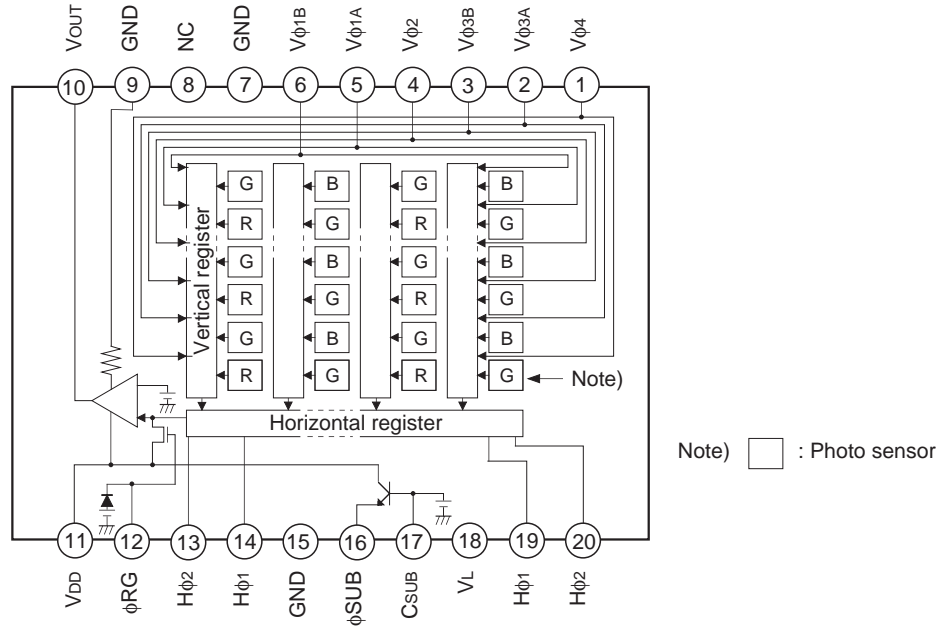 VOUT GND NC GND Vφ1B Vφ1A Vφ2 Vφ3B Vφ3A Vφ4
10 9 8 7 6 5 4 3 2 1
Vertical register
G B G B
R G R G
G B G B
R G R G
G B G B
R G R G
Note)
Horizontal register
Note) : Photo sensor
11 12 13 14 15 16 17 18 19 20
VDD φRG Hφ2 Hφ1 GND φSUB CSUB VL Hφ1 Hφ2